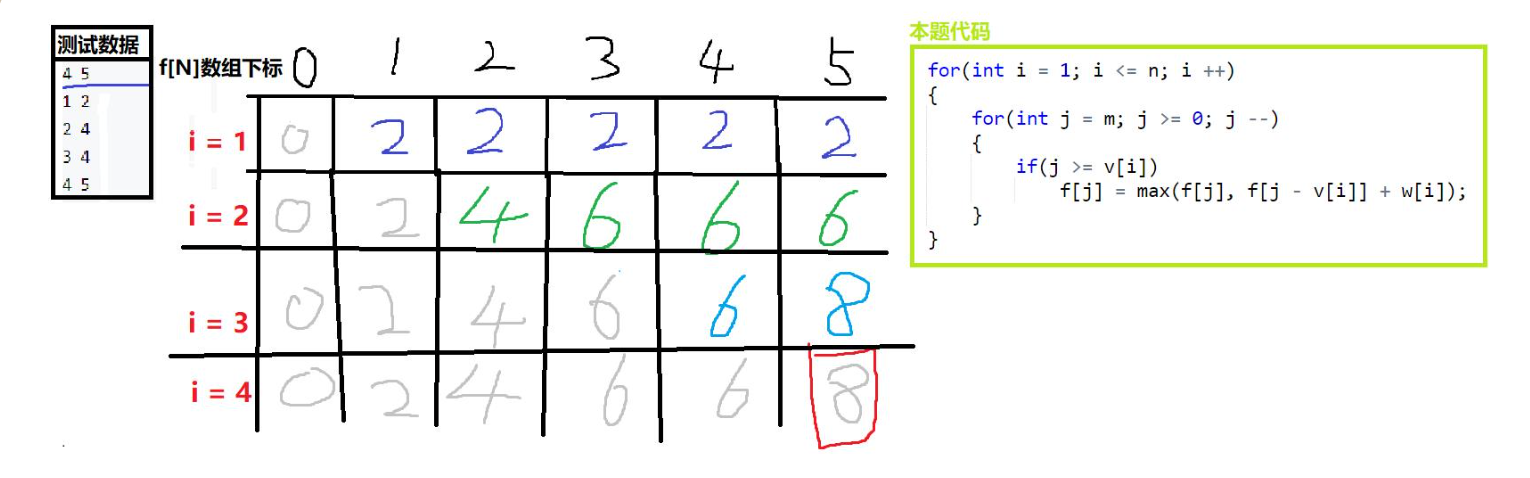 测试数据
4 5
1 2
2 4
3 4
4 5
f[N]数组下标 0 1 2 3 4 5
i = 1 0 2 2 2 2 2
i = 2 0 2 4 6 6 6
i = 3 0 2 4 6 6 8
i = 4 0 2 4 6 6 8
本题代码
for(int i = 1; i <= n; i ++)
{
for(int j = m; j >= 0; j --)
{
if(j >= v[i])
f[j] = max(f[j], f[j - v[i]] + w[i]);
}
}